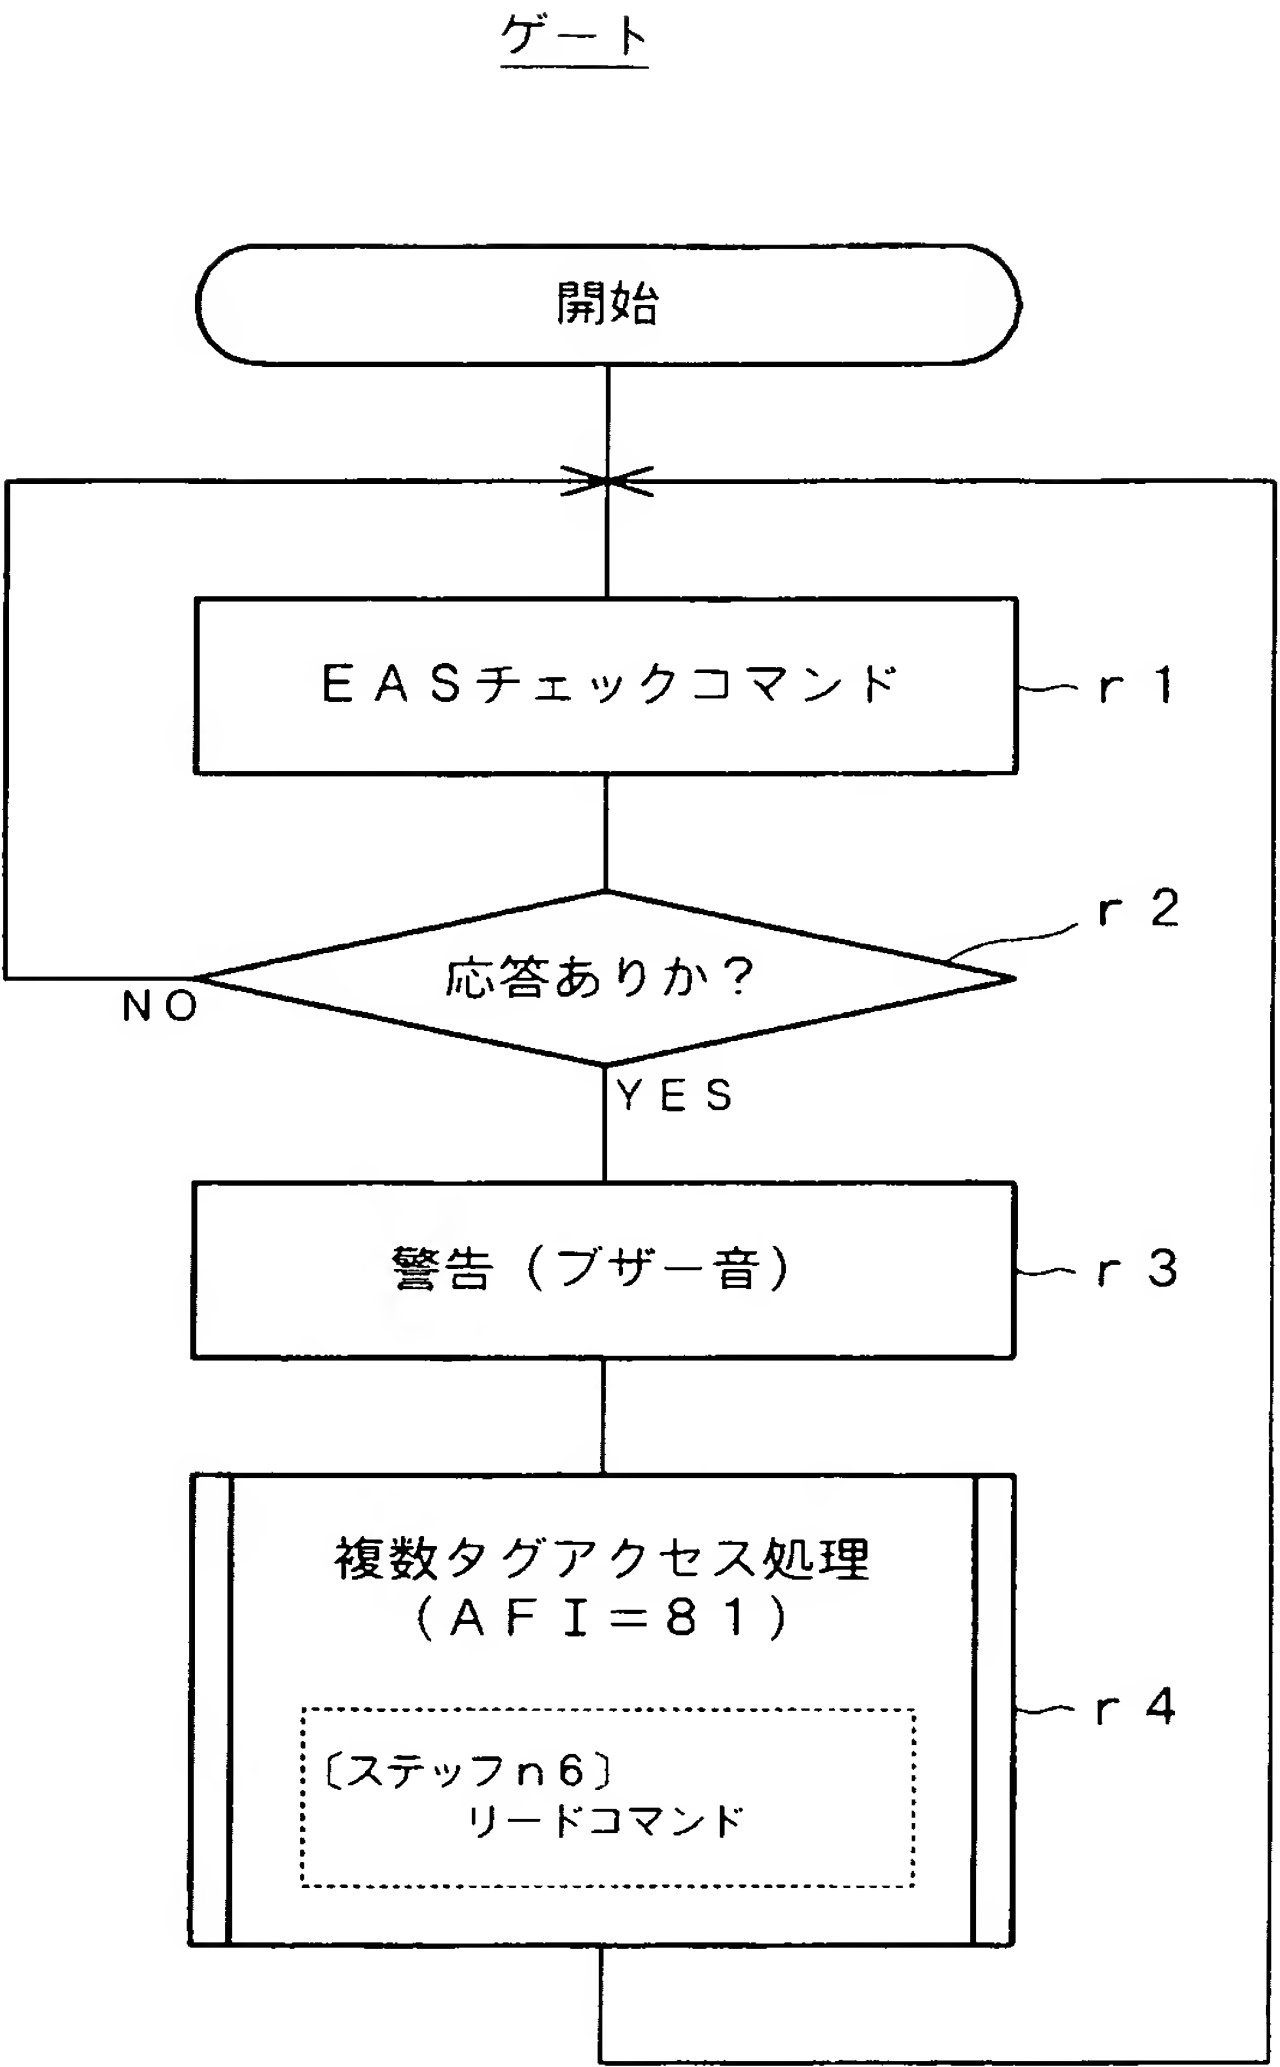 ゲート
開始
EASチェックコマンド
r1
r2
応答ありか?
NO
YES
警告(ブザー音)
r3
複数タグアクセス処理
(AFI=81)
r4
〔ステップn6〕
リードコマンド